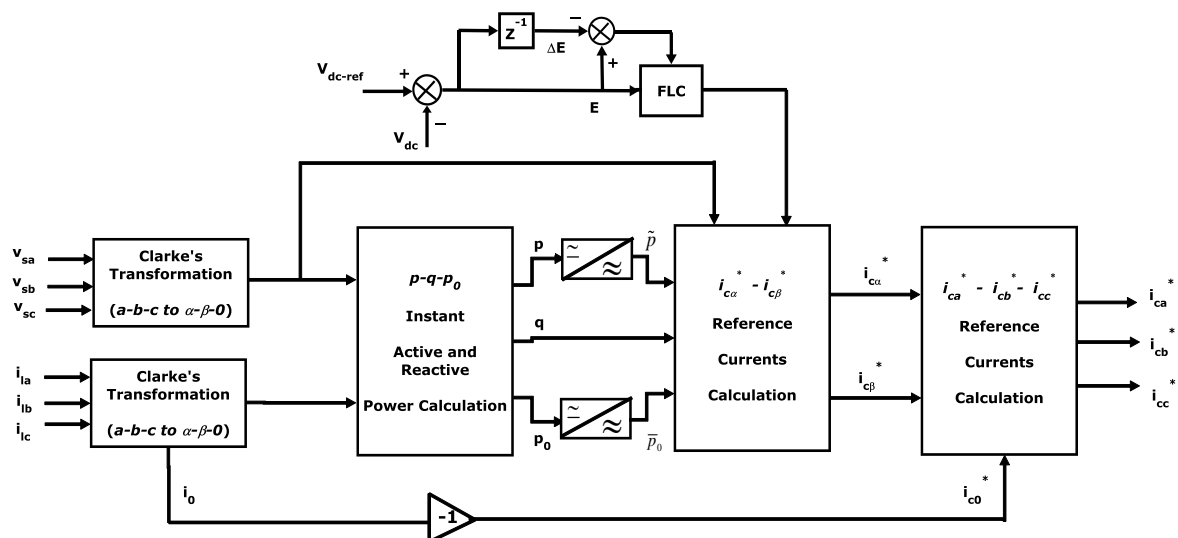 Z⁻¹
−
ΔE
+
V_dc-ref
+
−
E
FLC
V_dc
v_sa
v_sb
v_sc
Clarke's
Transformation
(a-b-c to α-β-0)
i_la
i_lb
i_lc
Clarke's
Transformation
(a-b-c to α-β-0)
p-q-p₀
Instant
Active and
Reactive
Power Calculation
p
p̃
q
p₀
p̄₀
i_cα* - i_cβ*
Reference
Currents
Calculation
i_cα*
i_cβ*
i_ca* - i_cb* - i_cc*
Reference
Currents
Calculation
i_ca*
i_cb*
i_cc*
i₀
-1
i_c0*